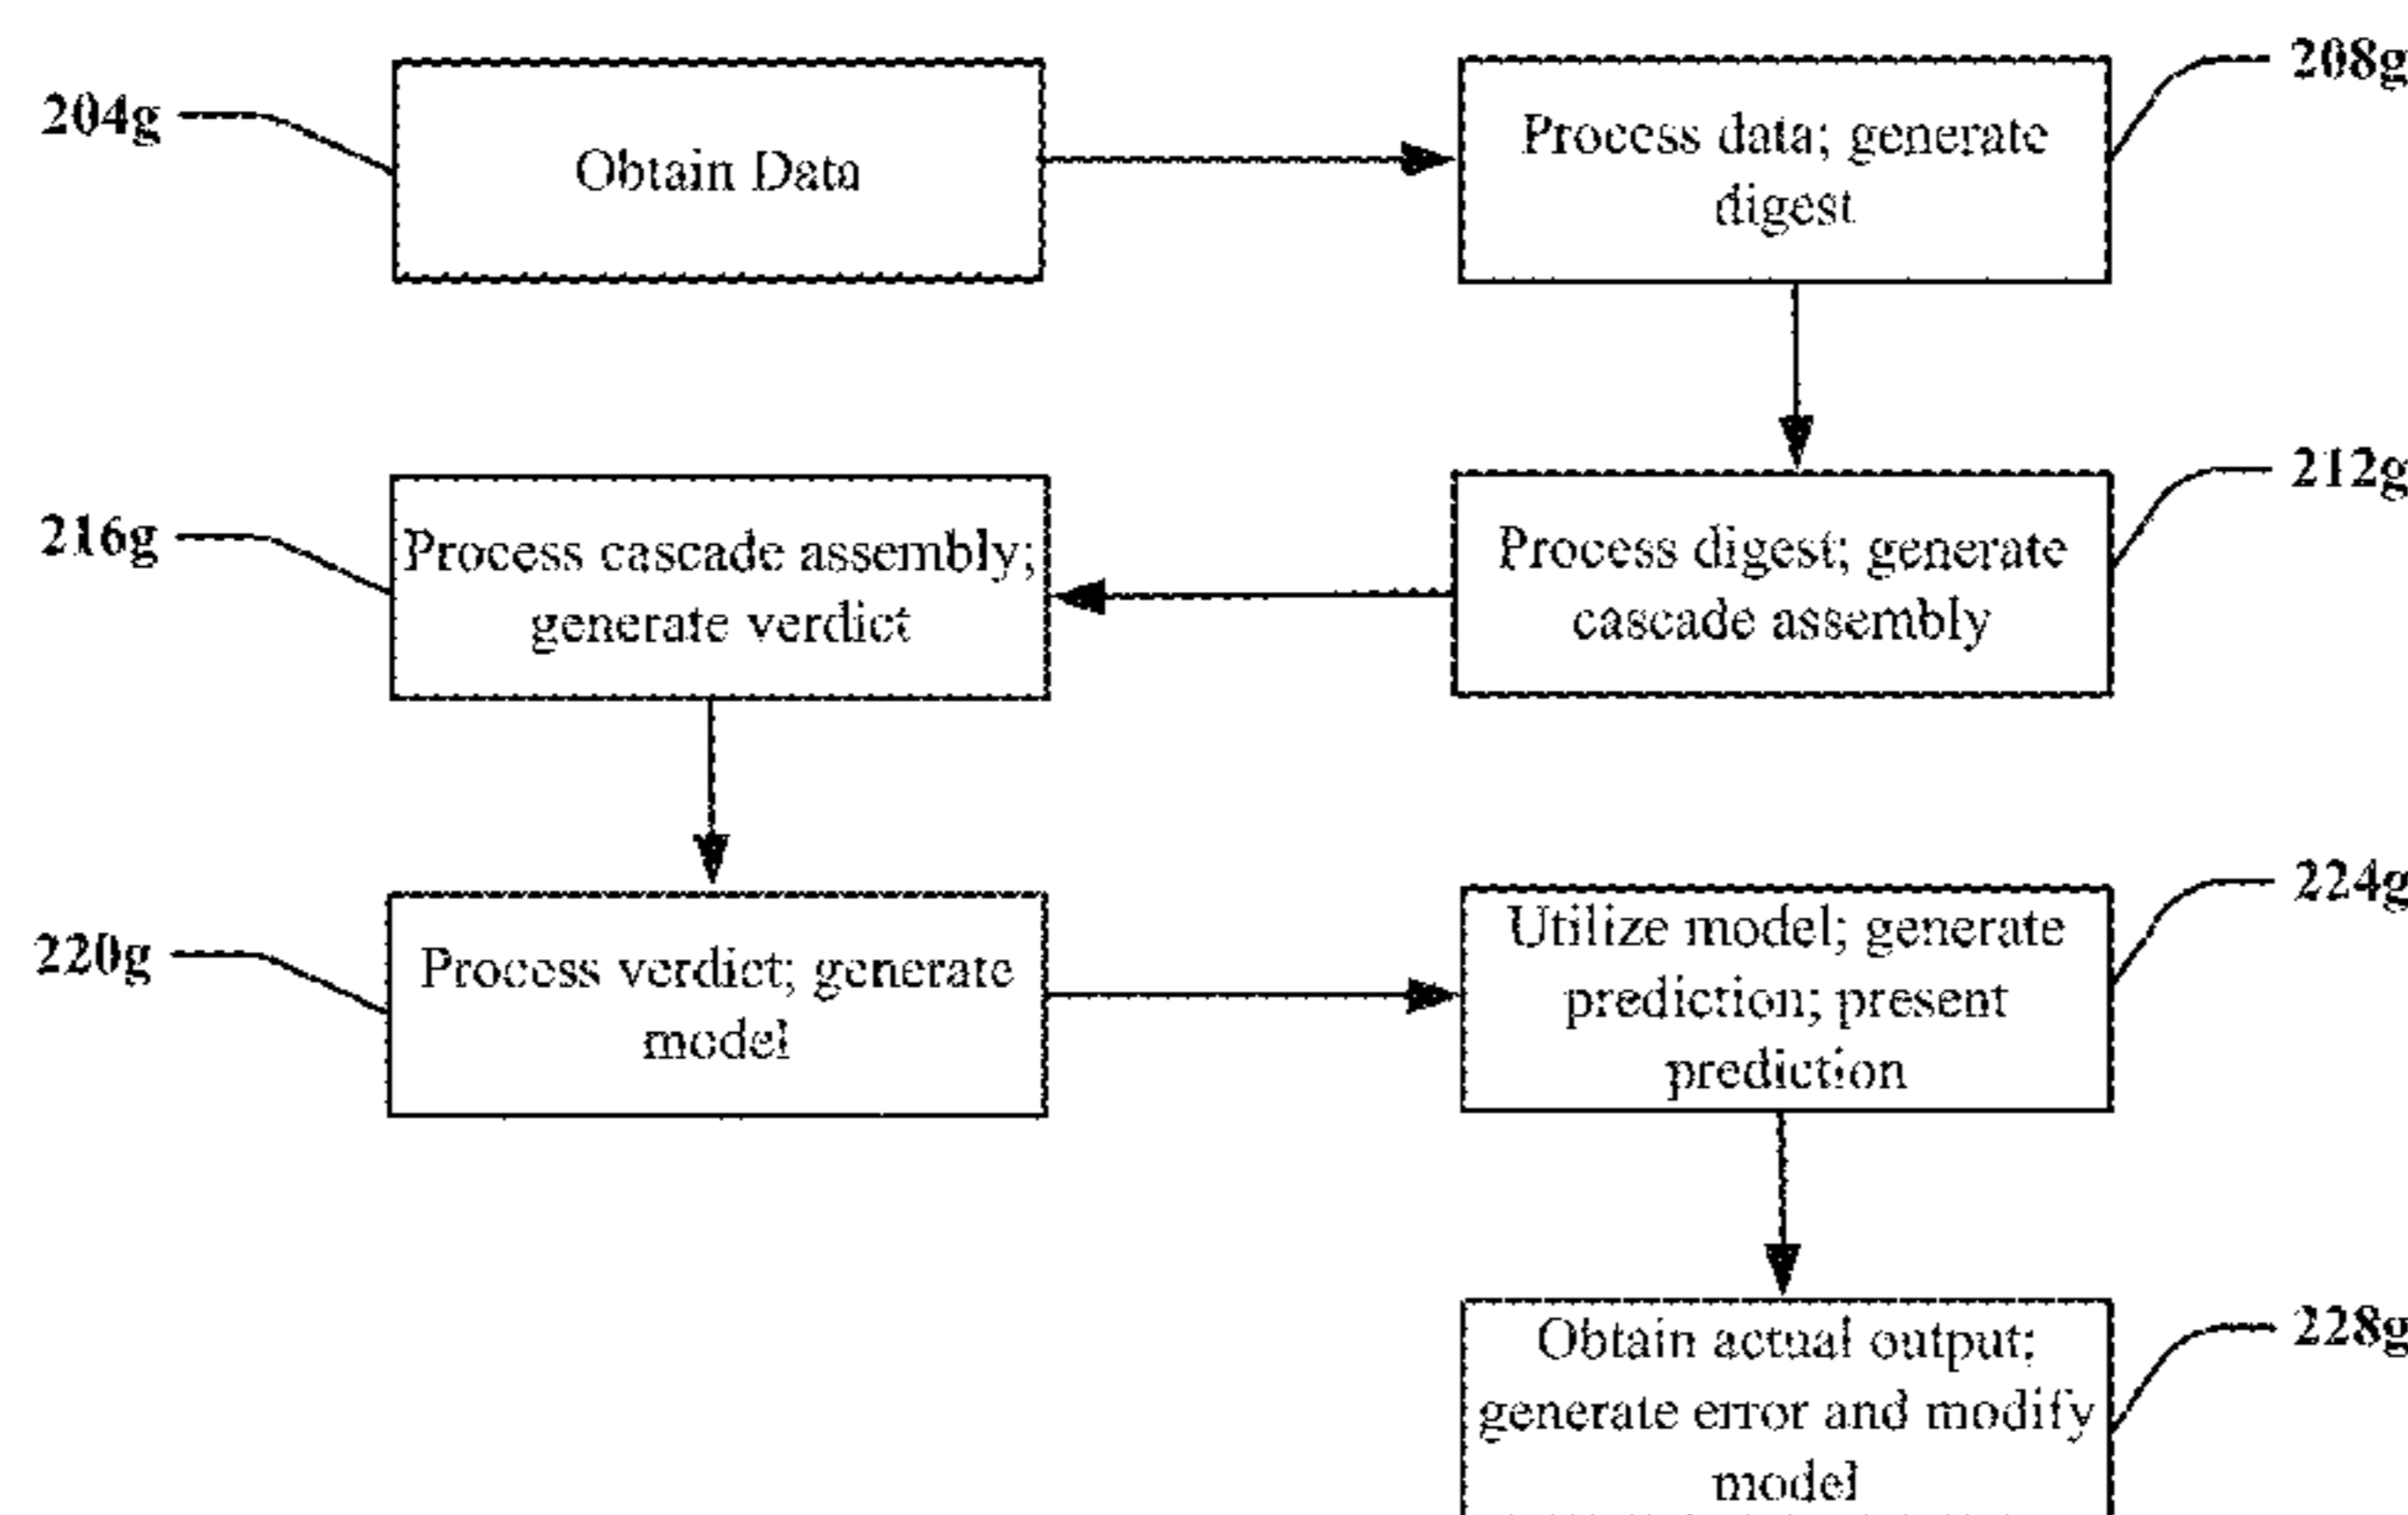 204g
Obtain Data
Process data; generate
digest
208g
216g
Process cascade assembly;
generate verdict
Process digest; generate
cascade assembly
212g
220g
Process verdict; generate
model
Utilize model; generate
prediction; present
prediction
224g
Obtain actual output;
generate error and modify
model
228g